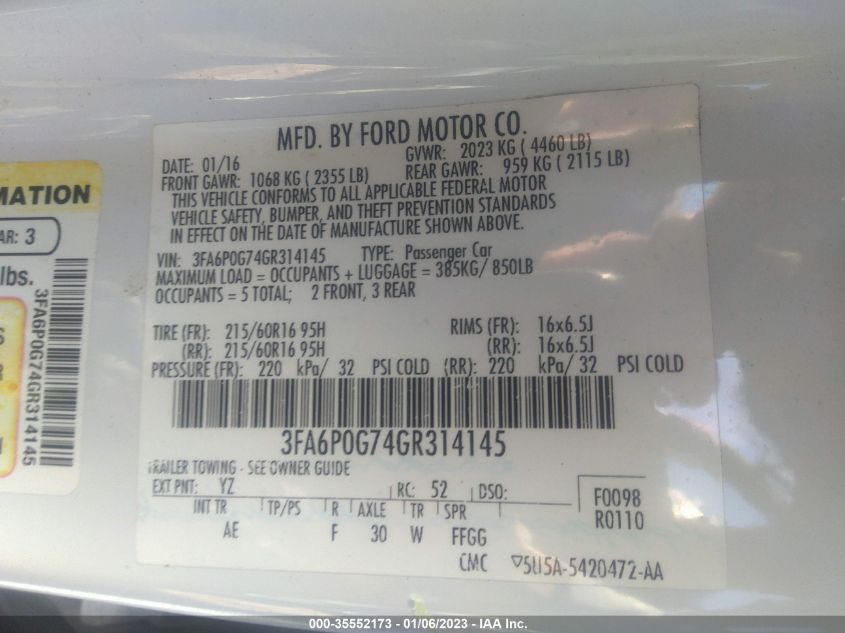 MFD. BY FORD MOTOR CO.
DATE: 01/16 GVWR: 2023 KG ( 4460 LB)
FRONT GAWR: 1068 KG ( 2355 LB) REAR GAWR: 959 KG ( 2115 LB)
THIS VEHICLE CONFORMS TO ALL APPLICABLE FEDERAL MOTOR
VEHICLE SAFETY, BUMPER, AND THEFT PREVENTION STANDARDS
IN EFFECT ON THE DATE OF MANUFACTURE SHOWN ABOVE.
VIN: 3FA6P0G74GR314145 TYPE: Passenger Car
MAXIMUM LOAD = OCCUPANTS + LUGGAGE = 385KG/ 850LB
OCCUPANTS = 5 TOTAL; 2 FRONT, 3 REAR
TIRE (FR): 215/60R16 95H RIMS (FR): 16x6.5J
(RR): 215/60R16 95H (RR): 16x6.5J
PRESSURE (FR): 220 kPa/ 32 PSI COLD (RR): 220 kPa/ 32 PSI COLD
3FA6P0G74GR314145
TRAILER TOWING - SEE OWNER GUIDE
EXT PNT: YZ RC: 52 DSO: F0098
INT TR TP/PS R AXLE TR SPR R0110
AE F 30 W FFGG
CMC ▽5U5A-5420472-AA
MATION
AR: 3
lbs.
3FA6P0G74GR314145
000-35552173 - 01/06/2023 - IAA Inc.